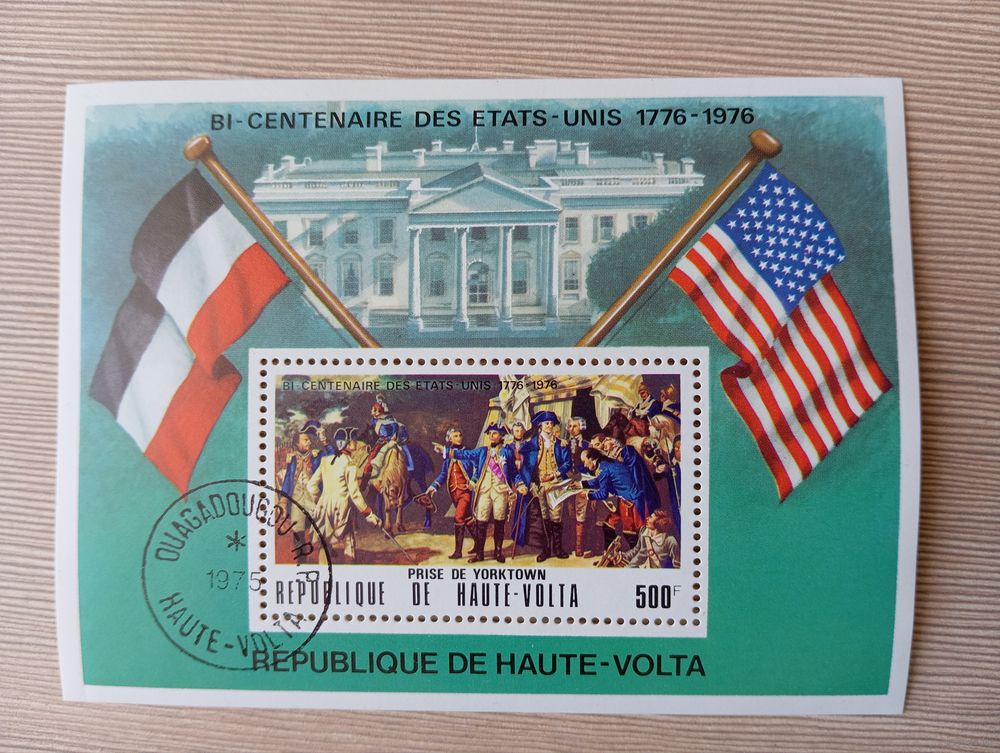 BI-CENTENAIRE DES ETATS-UNIS 1776-1976
BI-CENTENAIRE DES ETATS-UNIS 1776-1976
PRISE DE YORKTOWN
REPUBLIQUE DE HAUTE-VOLTA 500F
OUAGADOUGOU-R.P.
*
1975
HAUTE-VOLTA
REPUBLIQUE DE HAUTE-VOLTA